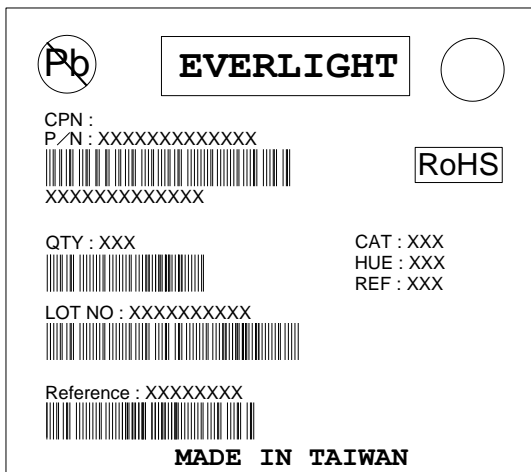 Pb
EVERLIGHT
CPN :
P/N : XXXXXXXXXXXXX
RoHS
XXXXXXXXXXXXX
QTY : XXX
CAT : XXX
HUE : XXX
REF : XXX
LOT NO : XXXXXXXXXX
Reference : XXXXXXXX
MADE IN TAIWAN